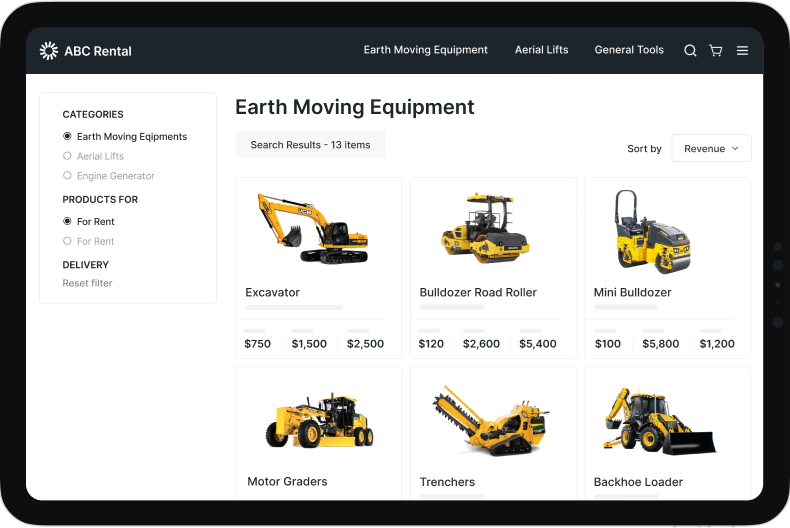 ABC Rental
Earth Moving Equipment
Aerial Lifts
General Tools
CATEGORIES
Earth Moving Eqipments
Aerial Lifts
Engine Generator
PRODUCTS FOR
For Rent
For Rent
DELIVERY
Reset filter
Earth Moving Equipment
Search Results - 13 items
Sort by
Revenue
Excavator
$750 $1,500 $2,500
Bulldozer Road Roller
$120 $2,600 $5,400
Mini Bulldozer
$100 $5,800 $1,200
Motor Graders
Trenchers
Backhoe Loader